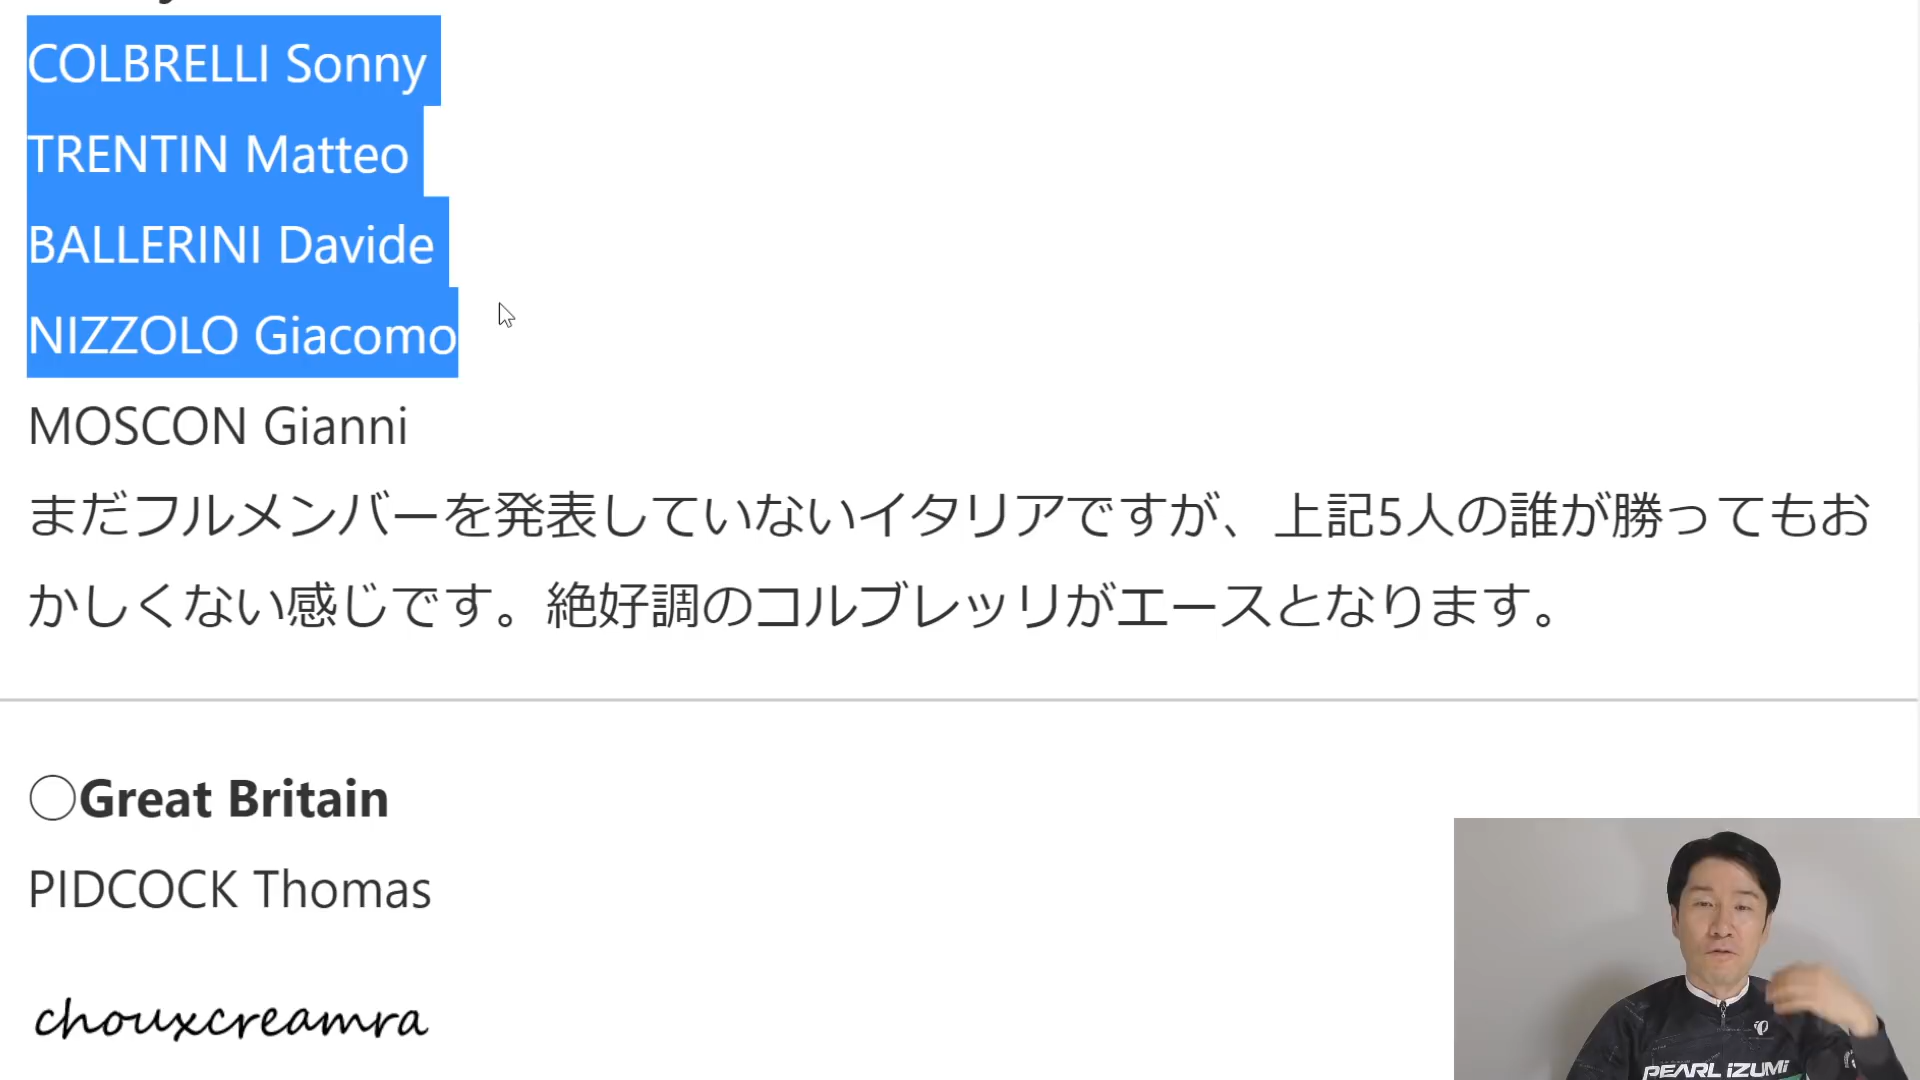 COLBRELLI Sonny
TRENTIN Matteo
BALLERINI Davide
NIZZOLO Giacomo
MOSCON Gianni
まだフルメンバーを発表していないイタリアですが、上記5人の誰が勝ってもお
かしくない感じです。絶好調のコルブレッリがエースとなります。
○Great Britain
PIDCOCK Thomas
chouxcreamra
PEARL iZUMi